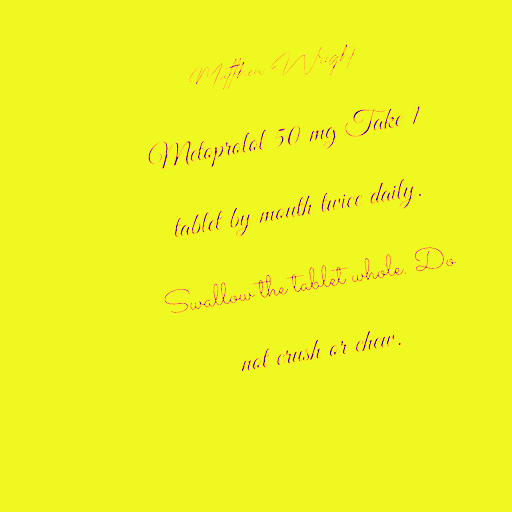 Matthew Wright
Metoprolol 50 mg Take 1
tablet by mouth twice daily.
Swallow the tablet whole. Do
not crush or chew.